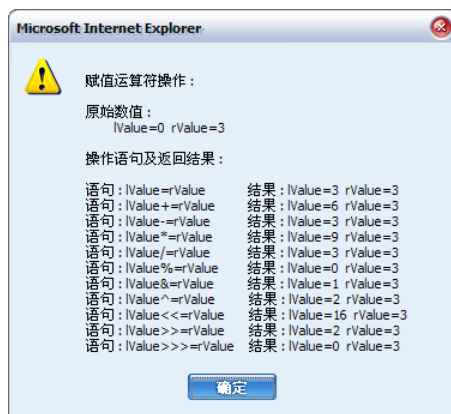 Microsoft Internet Explorer
赋值运算符操作：
原始数值：
lValue=0 rValue=3
操作语句及返回结果：
语句：lValue=rValue 结果：lValue=3 rValue=3
语句：lValue+=rValue 结果：lValue=6 rValue=3
语句：lValue-=rValue 结果：lValue=3 rValue=3
语句：lValue*=rValue 结果：lValue=9 rValue=3
语句：lValue/=rValue 结果：lValue=3 rValue=3
语句：lValue%=rValue 结果：lValue=0 rValue=3
语句：lValue&=rValue 结果：lValue=1 rValue=3
语句：lValue^=rValue 结果：lValue=2 rValue=3
语句：lValue<<=rValue 结果：lValue=16 rValue=3
语句：lValue>>=rValue 结果：lValue=2 rValue=3
语句：lValue>>>=rValue 结果：lValue=0 rValue=3
确定